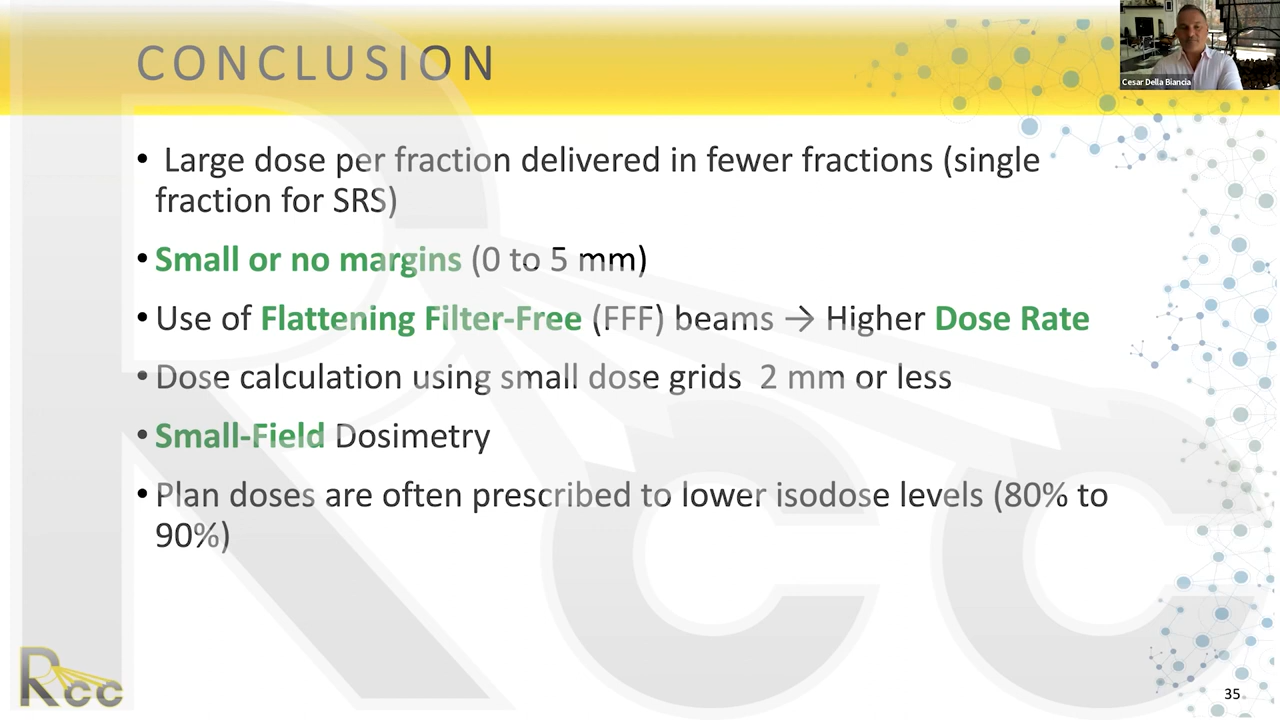 CONCLUSION
Cesar Della Biancia
• Large dose per fraction delivered in fewer fractions (single
fraction for SRS)
• Small or no margins (0 to 5 mm)
• Use of Flattening Filter-Free (FFF) beams → Higher Dose Rate
• Dose calculation using small dose grids 2 mm or less
• Small-Field Dosimetry
• Plan doses are often prescribed to lower isodose levels (80% to
90%)
Rcc
Rcc
35